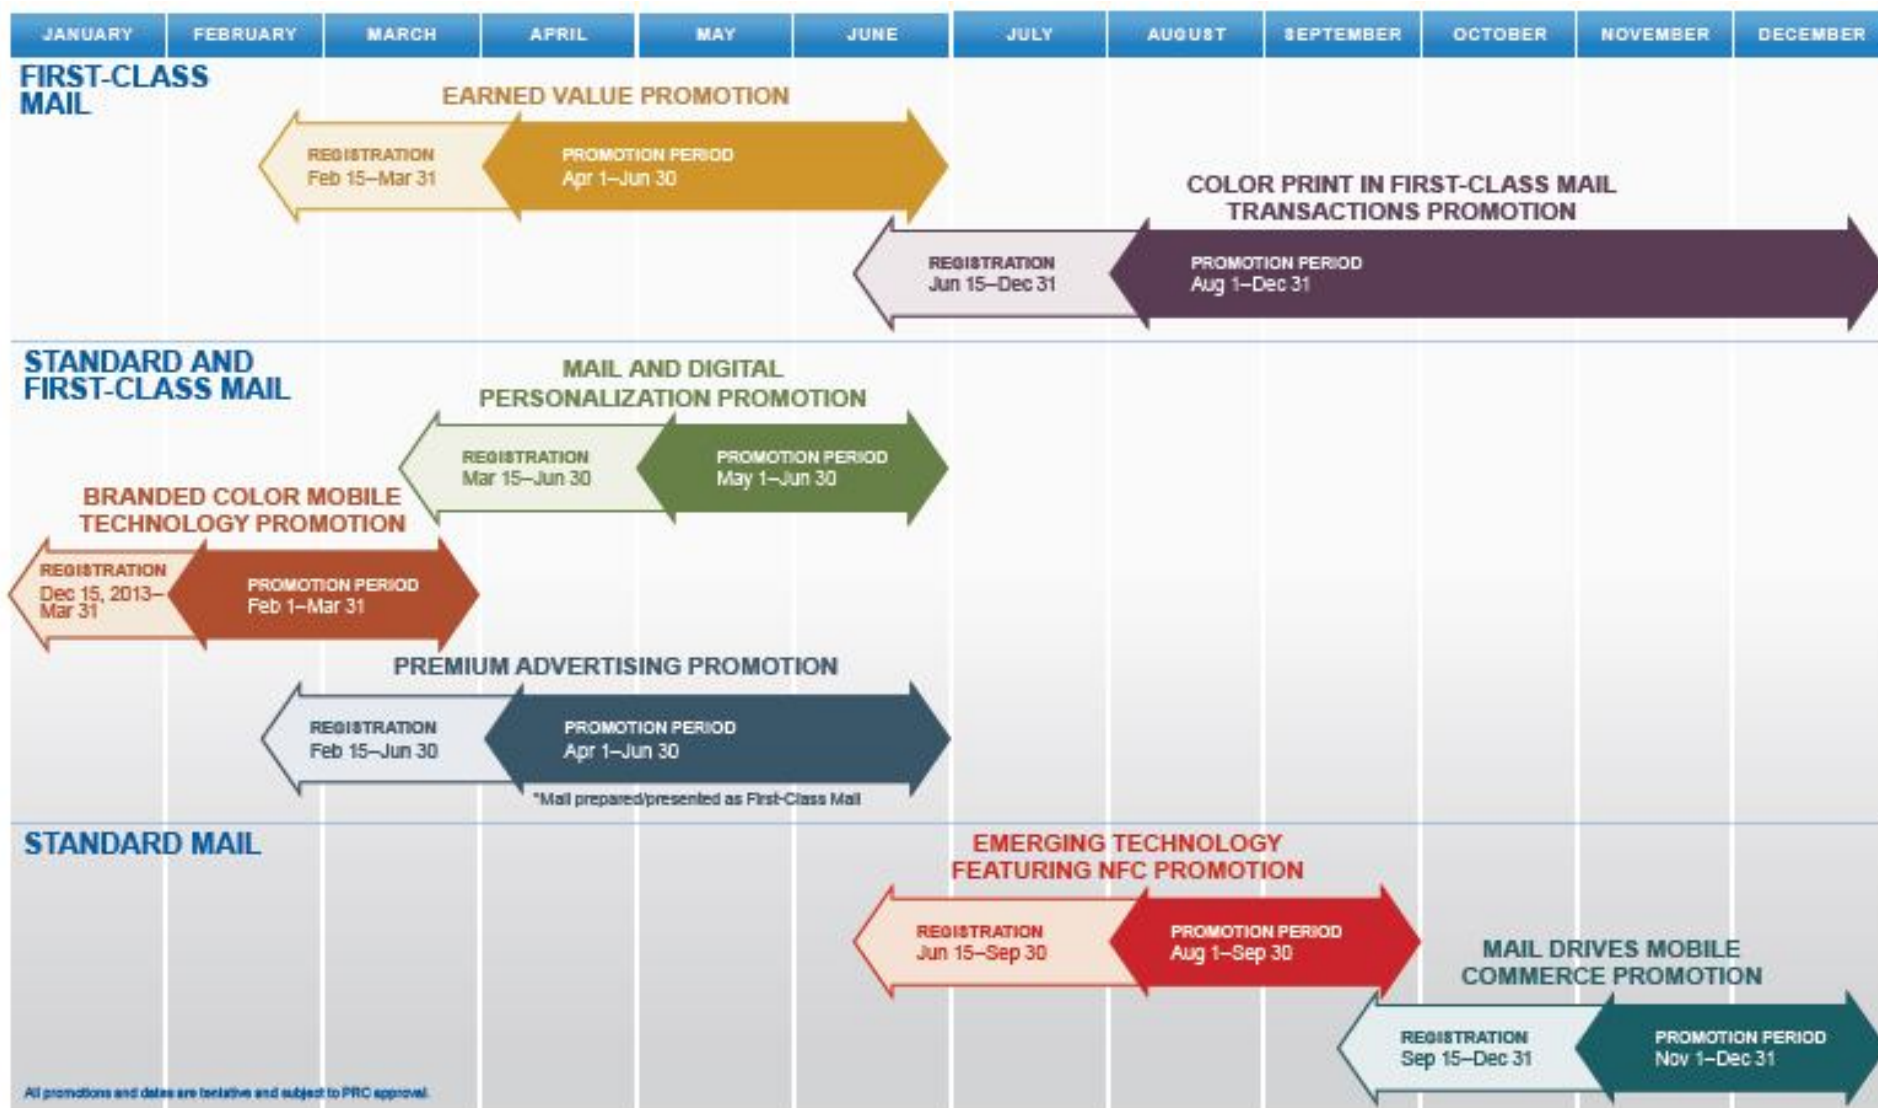 JANUARY FEBRUARY MARCH APRIL MAY JUNE JULY AUGUST SEPTEMBER OCTOBER NOVEMBER DECEMBER
FIRST-CLASS
MAIL
EARNED VALUE PROMOTION
REGISTRATION
Feb 15–Mar 31
PROMOTION PERIOD
Apr 1–Jun 30
COLOR PRINT IN FIRST-CLASS MAIL
TRANSACTIONS PROMOTION
REGISTRATION
Jun 15–Dec 31
PROMOTION PERIOD
Aug 1–Dec 31
STANDARD AND
FIRST-CLASS MAIL
MAIL AND DIGITAL
PERSONALIZATION PROMOTION
REGISTRATION
Mar 15–Jun 30
PROMOTION PERIOD
May 1–Jun 30
BRANDED COLOR MOBILE
TECHNOLOGY PROMOTION
REGISTRATION
Dec 15, 2013–
Mar 31
PROMOTION PERIOD
Feb 1–Mar 31
PREMIUM ADVERTISING PROMOTION
REGISTRATION
Feb 15–Jun 30
PROMOTION PERIOD
Apr 1–Jun 30
*Mail prepared/presented as First-Class Mail
STANDARD MAIL
EMERGING TECHNOLOGY
FEATURING NFC PROMOTION
REGISTRATION
Jun 15–Sep 30
PROMOTION PERIOD
Aug 1–Sep 30
MAIL DRIVES MOBILE
COMMERCE PROMOTION
REGISTRATION
Sep 15–Dec 31
PROMOTION PERIOD
Nov 1–Dec 31
All promotions and dates are tentative and subject to PRC approval.